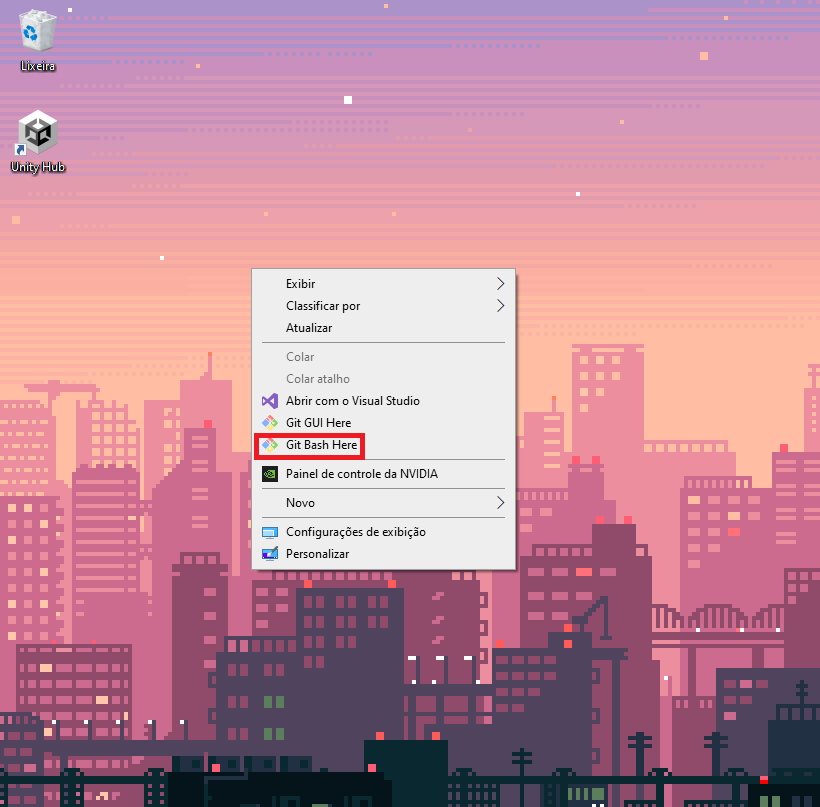 Lixeira
Unity Hub
Exibir
Classificar por
Atualizar
Colar
Colar atalho
Abrir com o Visual Studio
Git GUI Here
Git Bash Here
Painel de controle da NVIDIA
Novo
Configurações de exibição
Personalizar